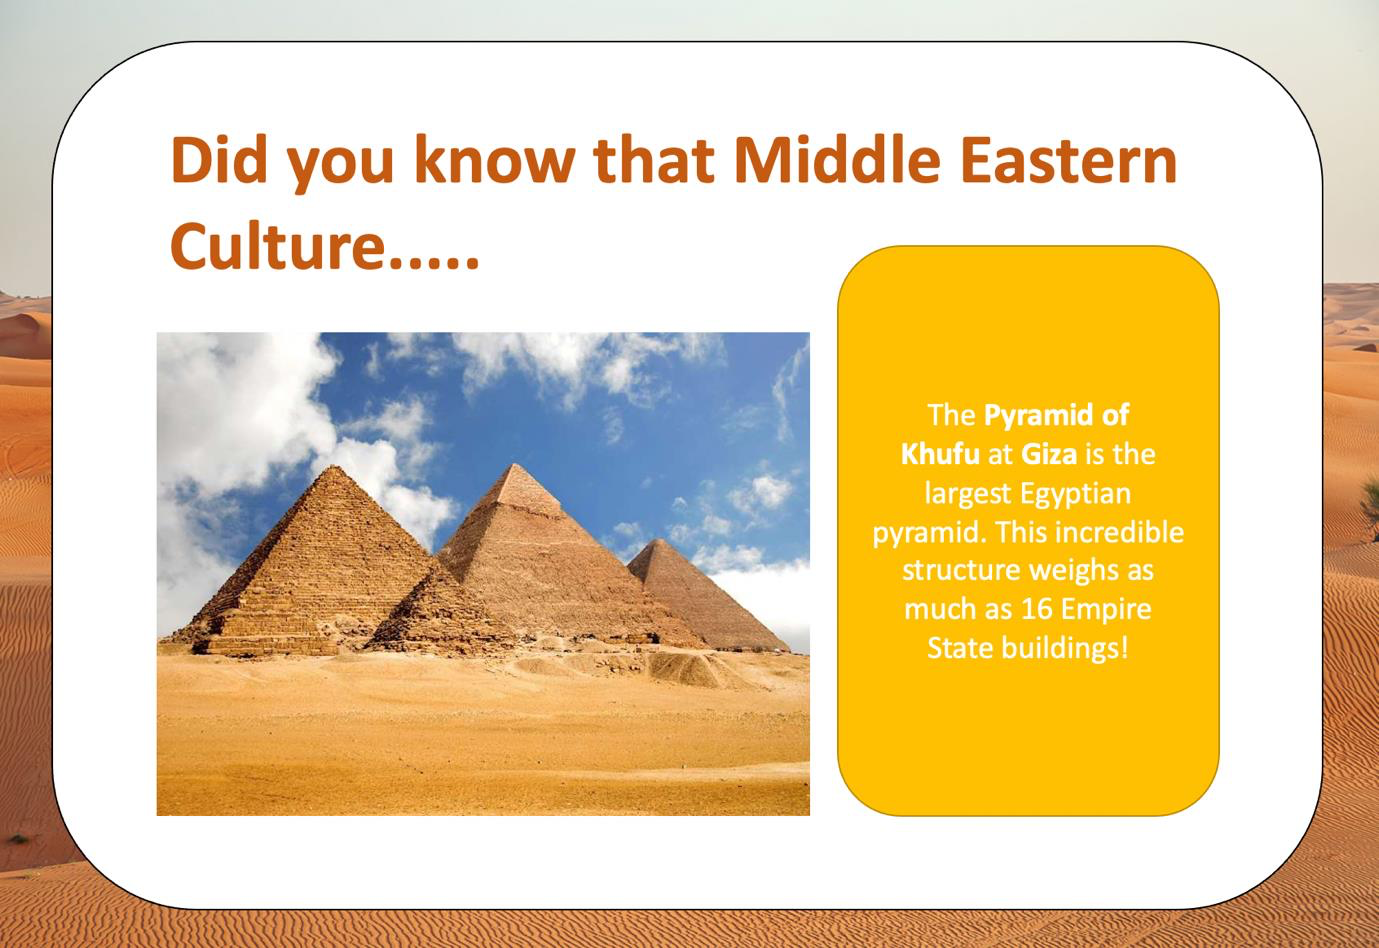 Did you know that Middle Eastern
Culture.....
The Pyramid of
Khufu at Giza is the
largest Egyptian
pyramid. This incredible
structure weighs as
much as 16 Empire
State buildings!